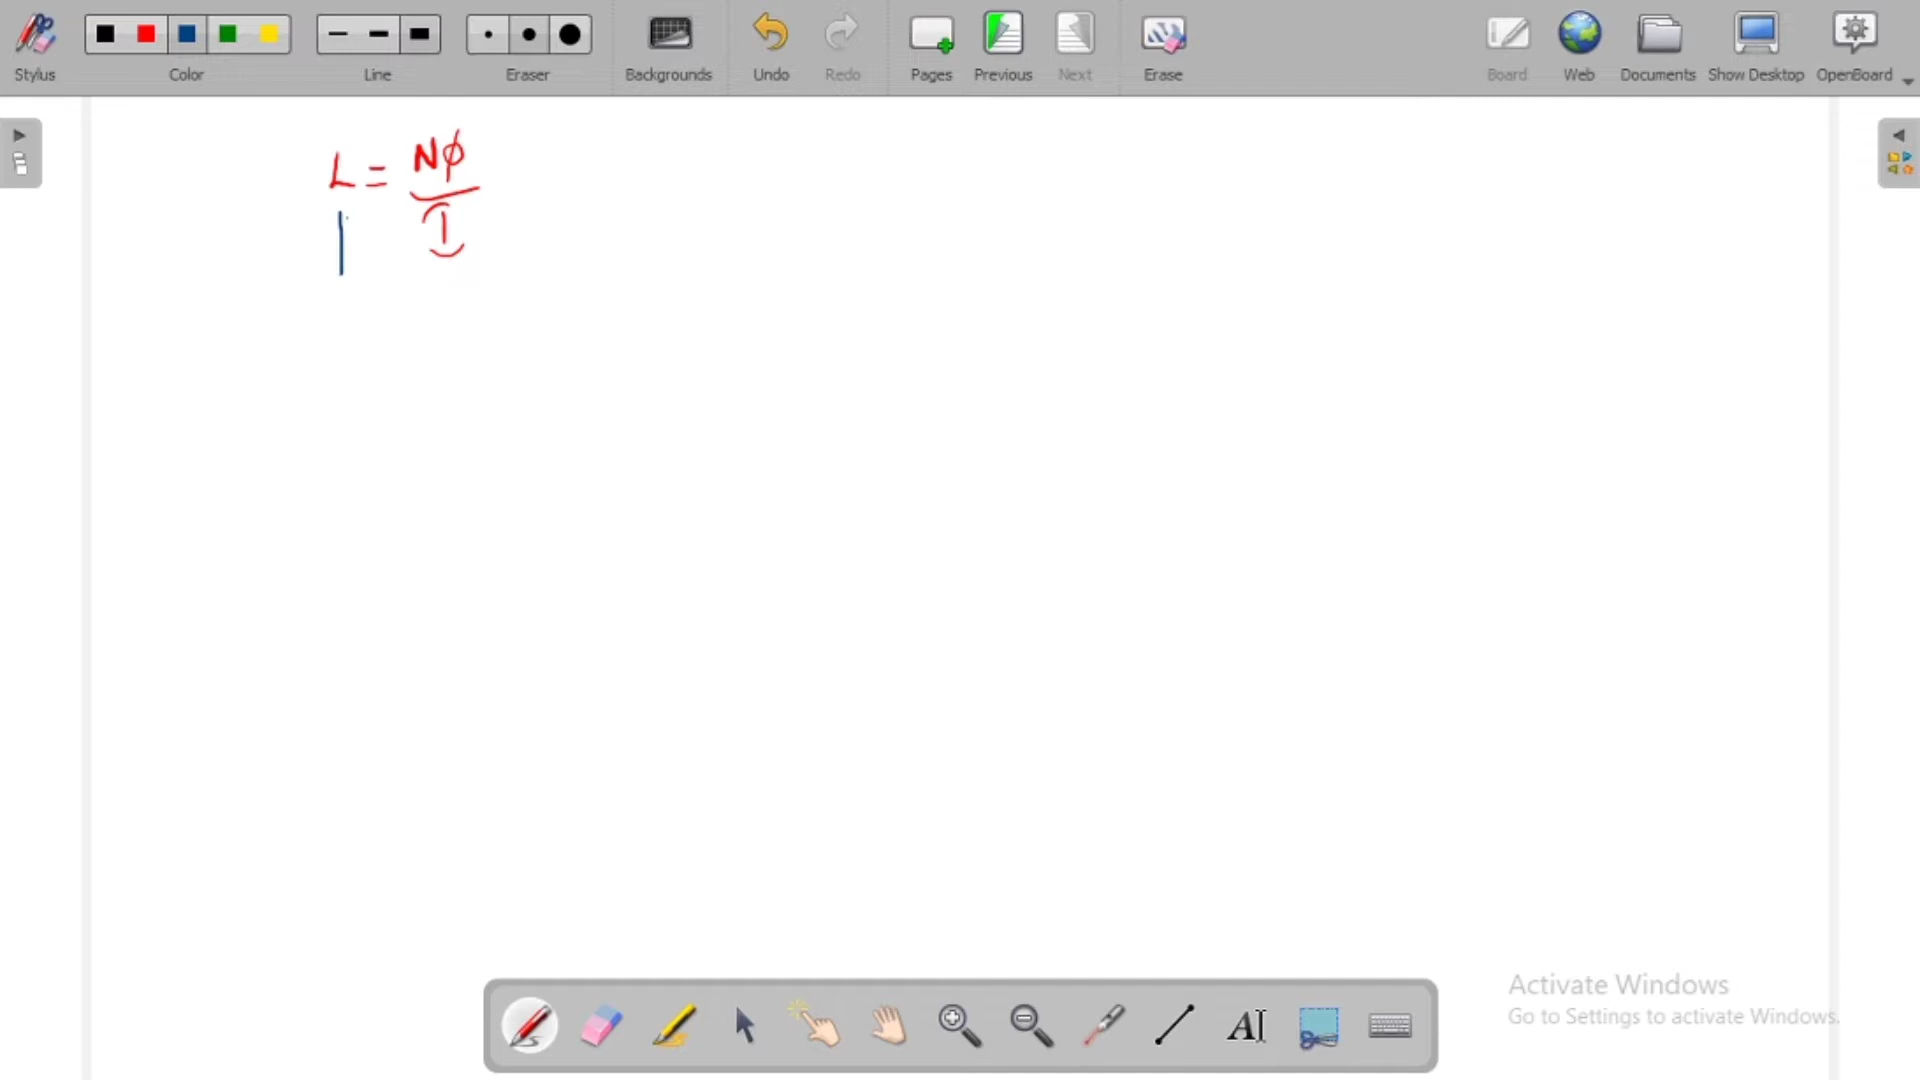 Stylus Color Line Eraser Backgrounds Undo Redo Pages Previous Next Erase Board Web Documents Show Desktop OpenBoard
L = Nφ
I
Activate Windows
Go to Settings to activate Windows.